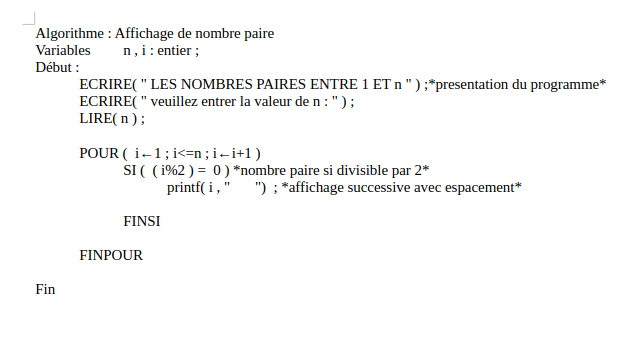 Algorithme : Affichage de nombre paire
Variables n , i : entier ;
Début :
ECRIRE( " LES NOMBRES PAIRES ENTRE 1 ET n " ) ;*presentation du programme*
ECRIRE( " veuillez entrer la valeur de n : " ) ;
LIRE( n ) ;
POUR ( i←1 ; i<=n ; i←i+1 )
SI ( ( i%2 ) = 0 ) *nombre paire si divisible par 2*
printf( i , " ") ; *affichage successive avec espacement*
FINSI
FINPOUR
Fin